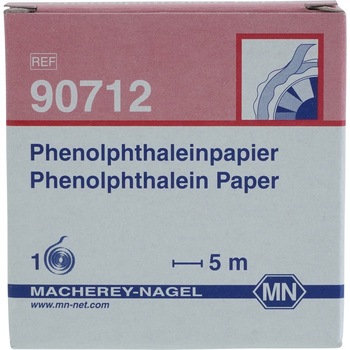 REF
90712
Phenolphthaleinpapier
Phenolphthalein Paper
1 5 m
MACHEREY-NAGEL MN
www.mn-net.com